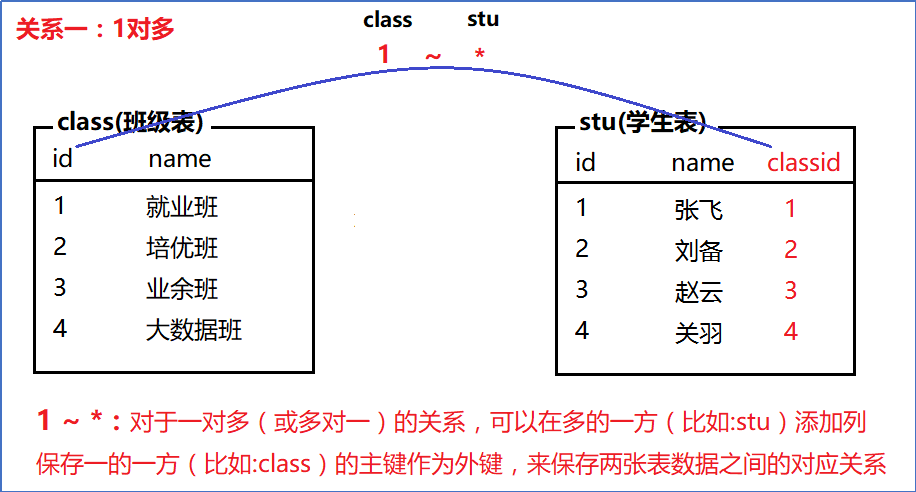 关系一：1对多
class stu
1 ~ *
class(班级表)
id name
1 就业班
2 培优班
3 业余班
4 大数据班
stu(学生表)
id name classid
1 张飞 1
2 刘备 2
3 赵云 3
4 关羽 4
1 ~ *：对于一对多（或多对一）的关系，可以在多的一方（比如:stu）添加列
保存一的一方（比如:class）的主键作为外键，来保存两张表数据之间的对应关系